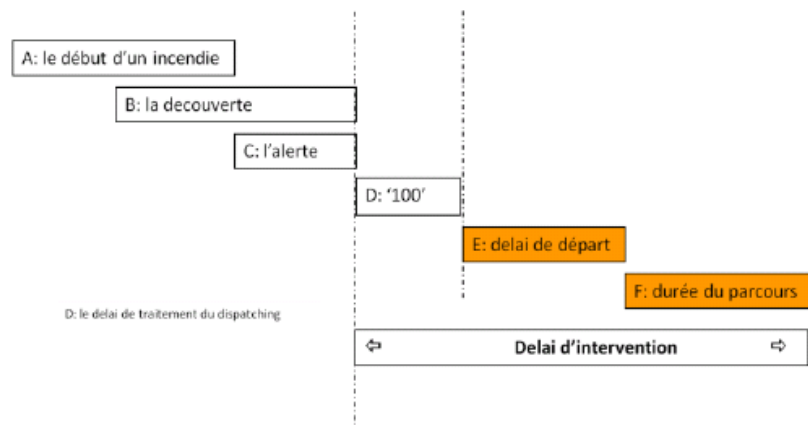 A: le début d'un incendie
B: la decouverte
C: l'alerte
D: '100'
E: delai de départ
F: durée du parcours
D: le delai de traitement du dispatching
⇦ Delai d'intervention ⇨